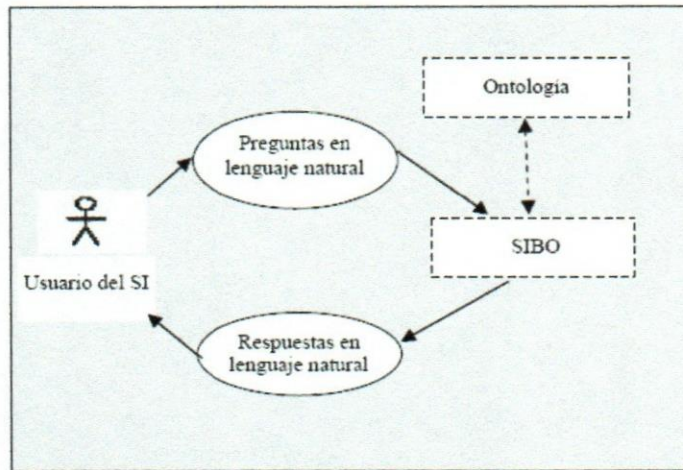 Ontología
Preguntas en
lenguaje natural
SIBO
Usuario del SI
Respuestas en
lenguaje natural